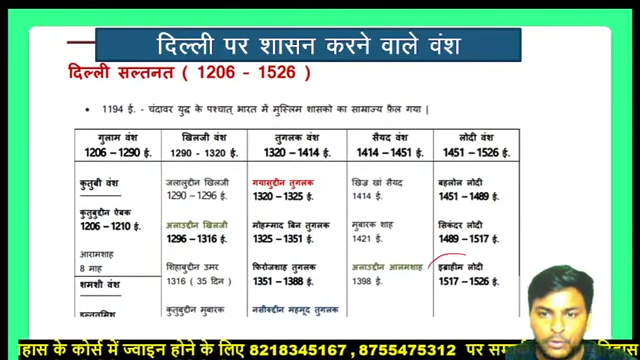 दिल्ली पर शासन करने वाले वंश
दिल्ली सल्तनत ( 1206 - 1526 )
• 1194 ई. - चंदावर युद्ध के पश्चात् भारत में मुस्लिम शासको का साम्राज्य फ़ैल गया |
गुलाम वंश
1206 – 1290 ई.
खिलजी वंश
1290 - 1320 ई.
तुगलक वंश
1320 – 1414 ई.
सैयद वंश
1414 – 1451 ई.
लोदी वंश
1451 – 1526 ई.
कुतुबी वंश
कुतुबुद्दीन ऐबक
1206 – 1210 ई.
आरामशाह
8 माह
शमशी वंश
इल्तुतमिश
जलालुद्दीन खिलजी
1290 – 1296 ई.
अलाउद्दीन खिलजी
1296 – 1316 ई.
शिहाबुद्दीन उमर
1316 ( 35 दिन )
कुतुबुद्दीन मुबारक
गयासुद्दीन तुगलक
1320 – 1325 ई.
मोहम्मद बिन तुगलक
1325 – 1351 ई.
फिरोजशाह तुगलक
1351 – 1388 ई.
नसीरुद्दीन महमूद तुगलक
खिज्र खां सैयद
1414 ई.
मुबारक शाह
1421 ई.
अलाउद्दीन आलमशाह
1398 ई.
बहलोल लोदी
1451 – 1489 ई.
सिकंदर लोदी
1489 – 1517 ई.
इब्राहीम लोदी
1517 – 1526 ई.
हास के कोर्स में ज्वाइन होने के लिए 8218345167 , 8755475312 पर